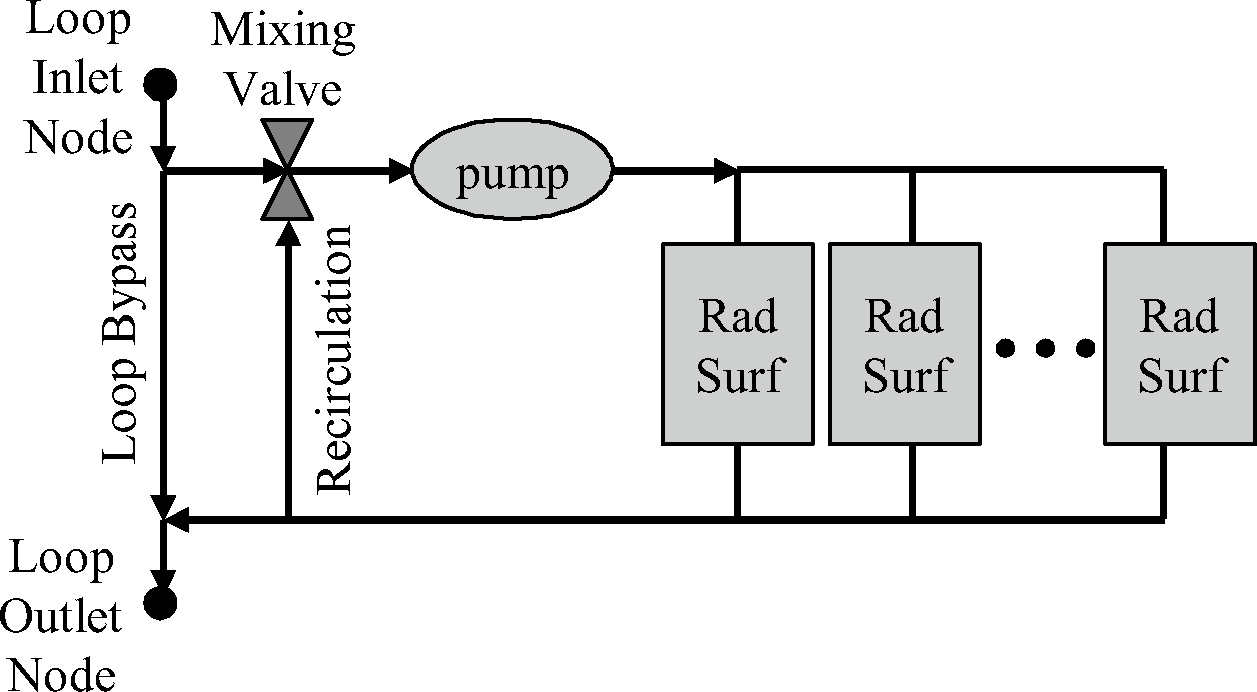 Loop
Inlet
Node
Mixing
Valve
pump
Loop Bypass
Recirculation
Rad
Surf
Rad
Surf
Rad
Surf
Loop
Outlet
Node